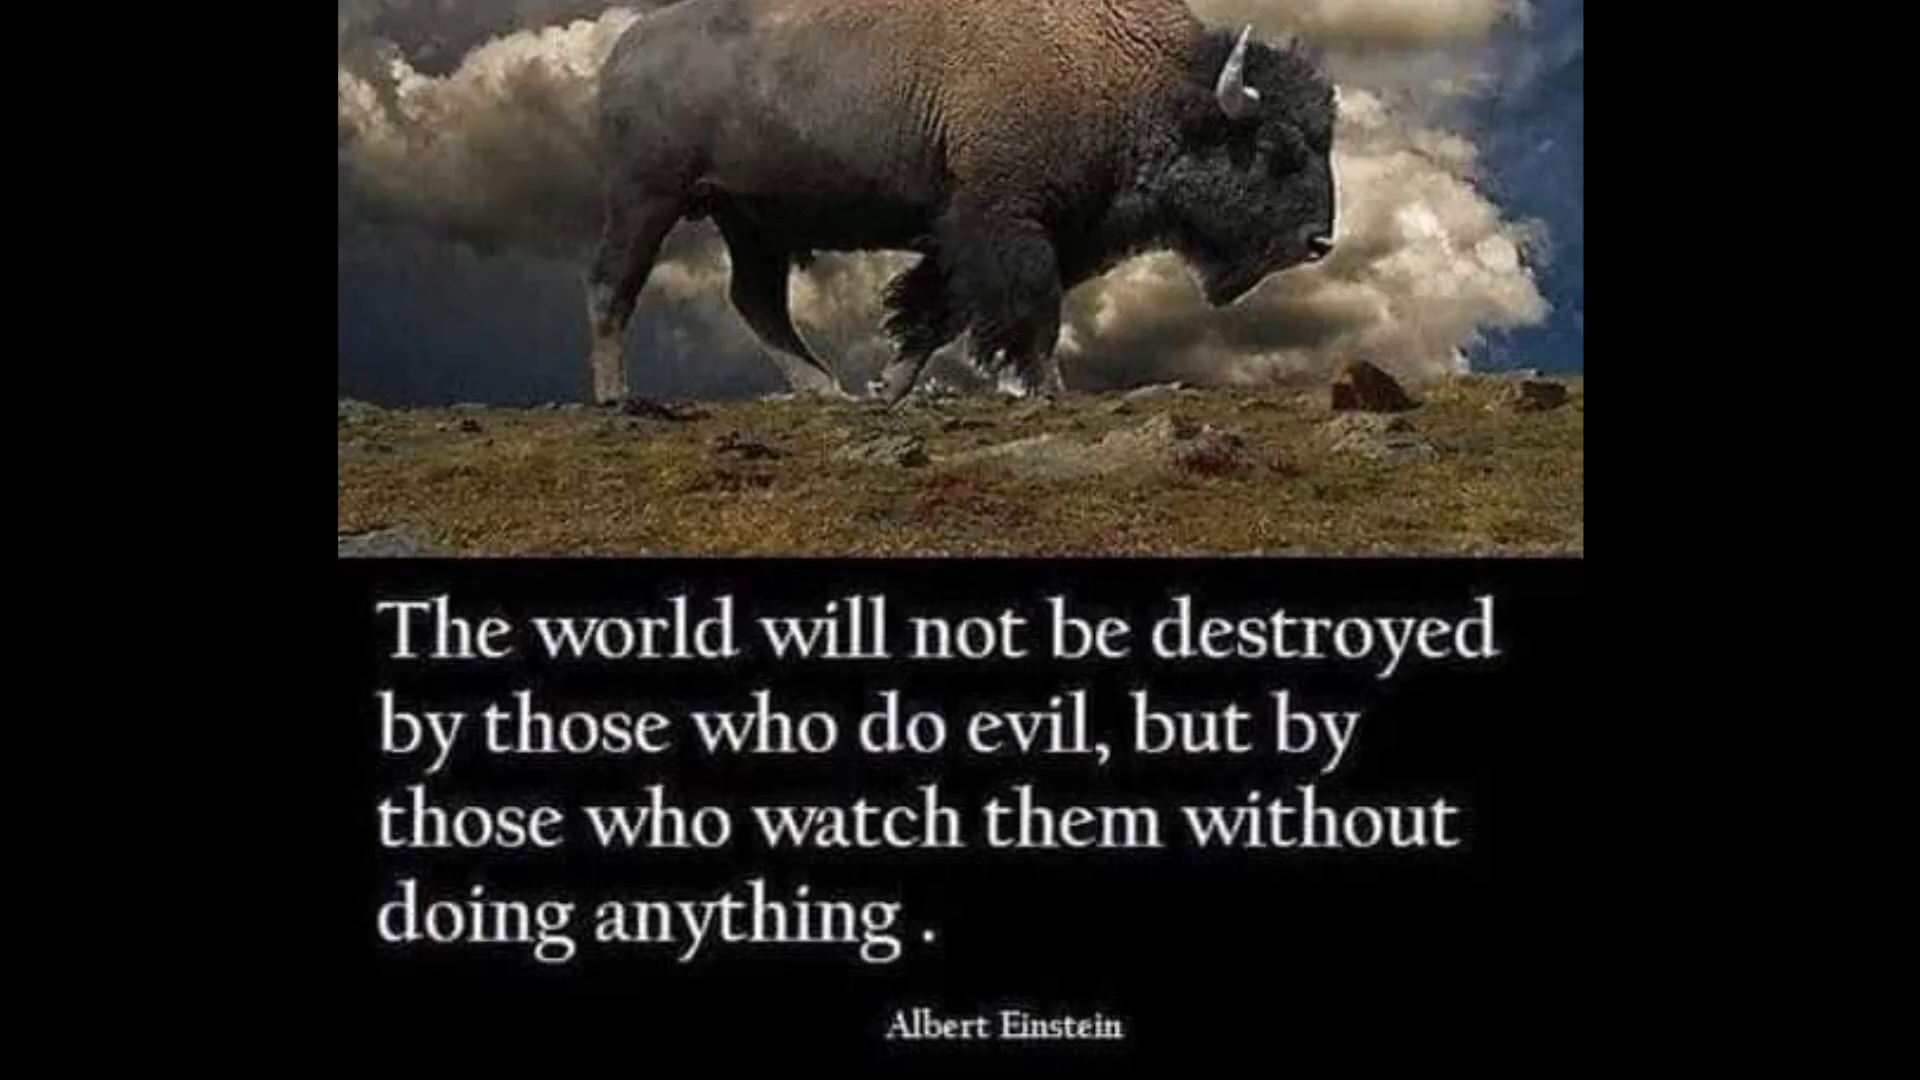 The world will not be destroyed
by those who do evil, but by
those who watch them without
doing anything .
Albert Einstein